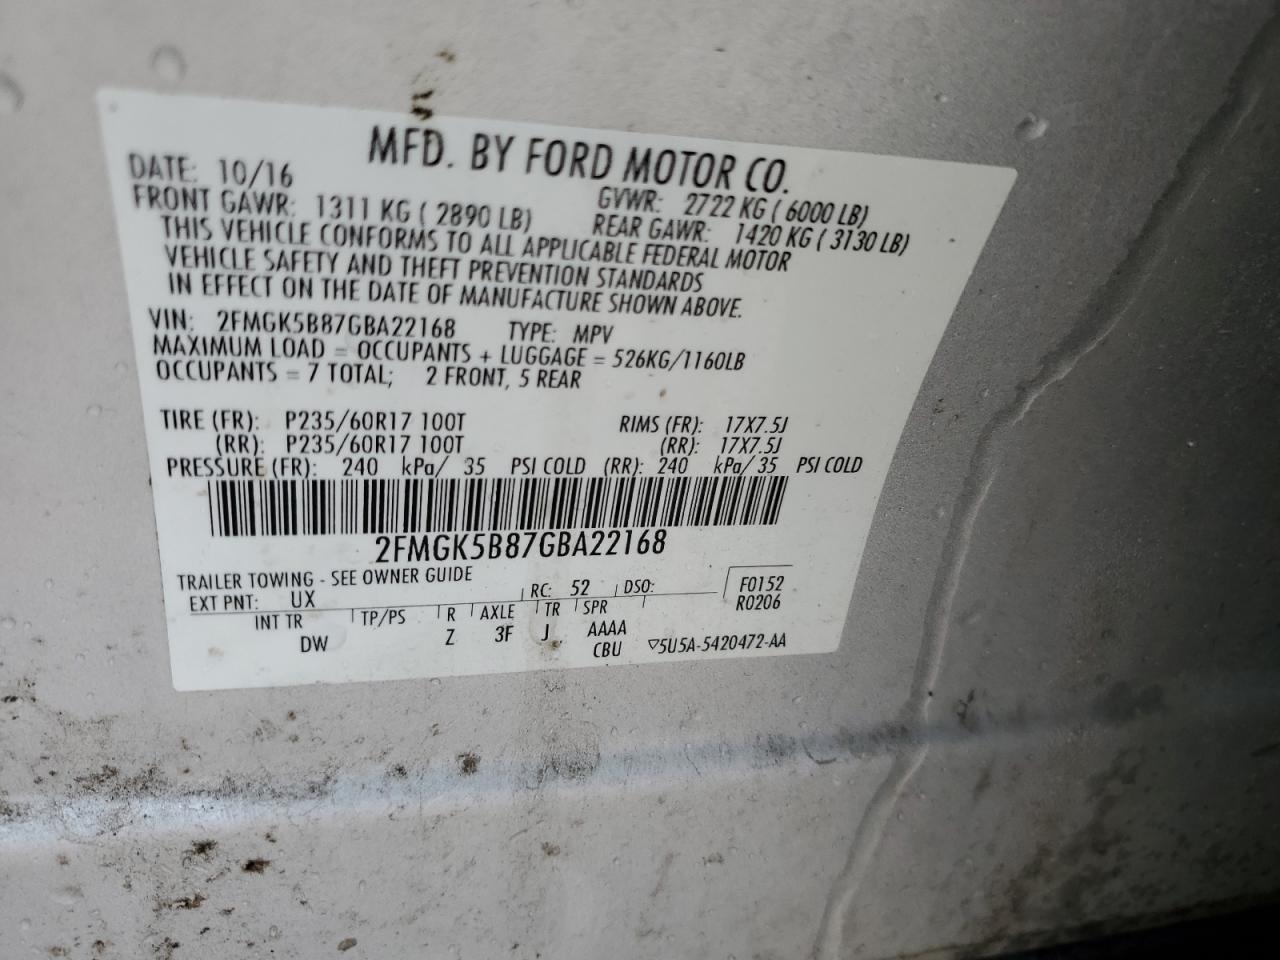 MFD. BY FORD MOTOR CO.
DATE: 10/16 GVWR: 2722 KG ( 6000 LB)
FRONT GAWR: 1311 KG ( 2890 LB) REAR GAWR: 1420 KG ( 3130 LB)
THIS VEHICLE CONFORMS TO ALL APPLICABLE FEDERAL MOTOR
VEHICLE SAFETY AND THEFT PREVENTION STANDARDS
IN EFFECT ON THE DATE OF MANUFACTURE SHOWN ABOVE.
VIN: 2FMGK5B87GBA22168 TYPE: MPV
MAXIMUM LOAD = OCCUPANTS + LUGGAGE = 526KG/1160LB
OCCUPANTS = 7 TOTAL; 2 FRONT, 5 REAR
TIRE (FR): P235/60R17 100T RIMS (FR): 17X7.5J
(RR): P235/60R17 100T (RR): 17X7.5J
PRESSURE (FR): 240 kPa/ 35 PSI COLD (RR): 240 kPa/ 35 PSI COLD
2FMGK5B87GBA22168
TRAILER TOWING - SEE OWNER GUIDE
EXT PNT: UX RC: 52 DSO: F0152
R0206
INT TR TP/PS R AXLE TR SPR
DW Z 3F J AAAA
CBU ▽5U5A-5420472-AA